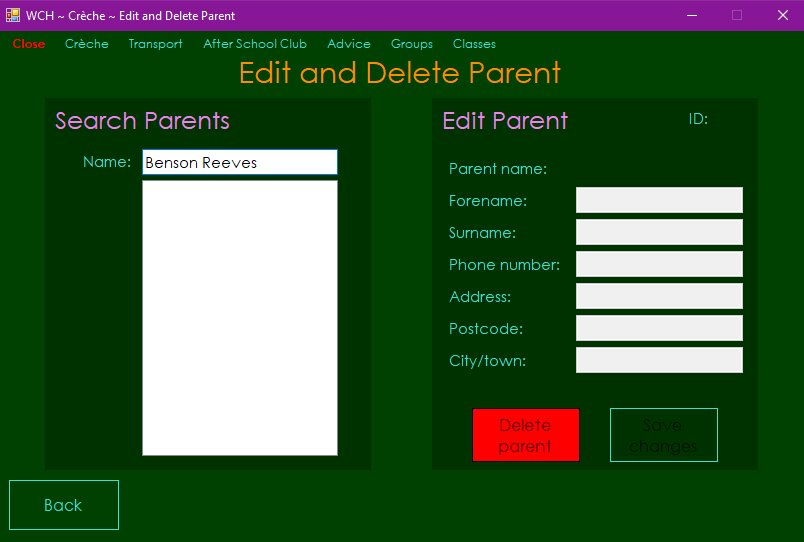 WCH ~ Crèche ~ Edit and Delete Parent
Close Crèche Transport After School Club Advice Groups Classes
Edit and Delete Parent
Search Parents
Name: Benson Reeves
Edit Parent ID:
Parent name:
Forename:
Surname:
Phone number:
Address:
Postcode:
City/town:
Delete
parent
Save
changes
Back